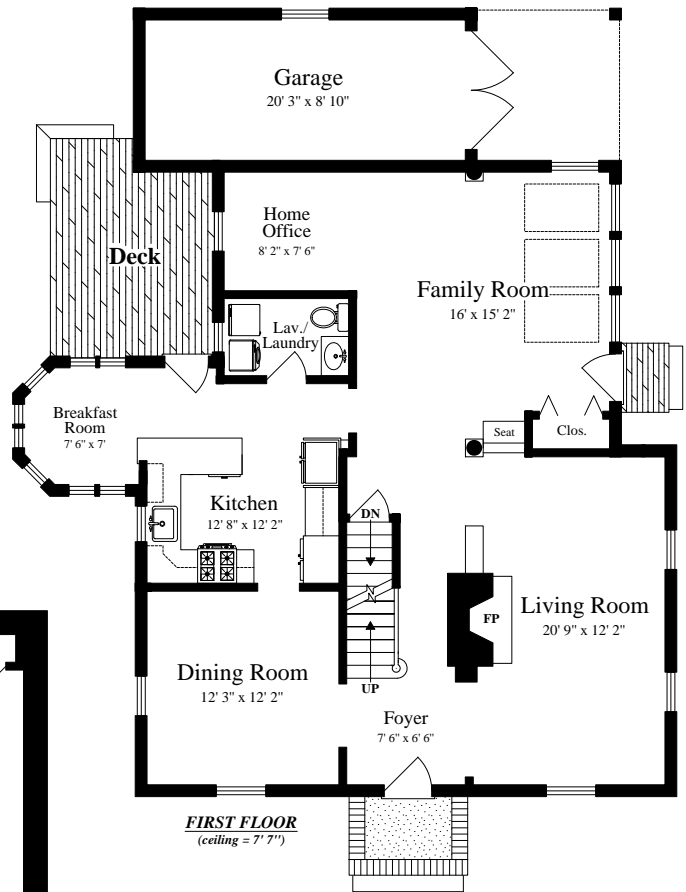 Garage
20' 3" x 8' 10"
Home
Office
8' 2" x 7' 6"
Deck
Family Room
16' x 15' 2"
Lav./
Laundry
Breakfast
Room
7' 6" x 7'
Seat
Clos.
Kitchen
12' 8" x 12' 2"
DN
Living Room
20' 9" x 12' 2"
FP
Dining Room
12' 3" x 12' 2"
UP
Foyer
7' 6" x 6' 6"
FIRST FLOOR
(ceiling = 7' 7")